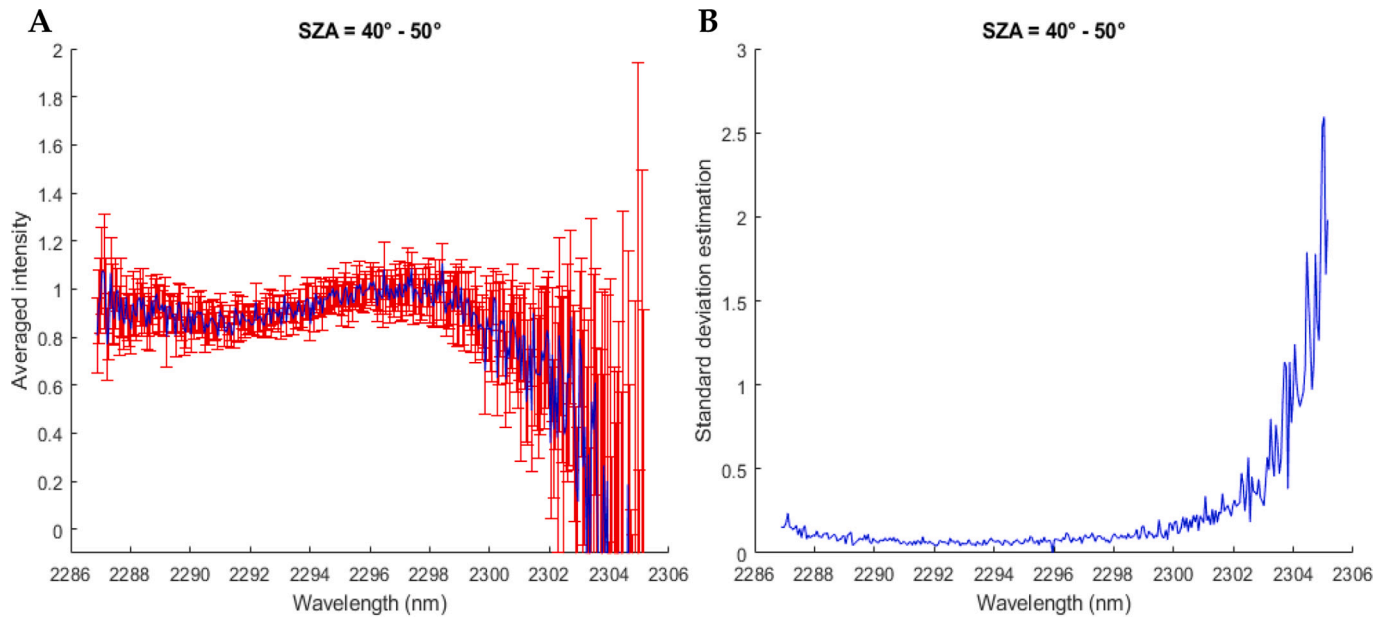 A
SZA = 40° - 50°
2
1.8
1.6
1.4
1.2
1
0.8
0.6
0.4
0.2
0
Averaged intensity
2286 2288 2290 2292 2294 2296 2298 2300 2302 2304 2306
Wavelength (nm)
B
SZA = 40° - 50°
3
2.5
2
1.5
1
0.5
0
Standard deviation estimation
2286 2288 2290 2292 2294 2296 2298 2300 2302 2304 2306
Wavelength (nm)